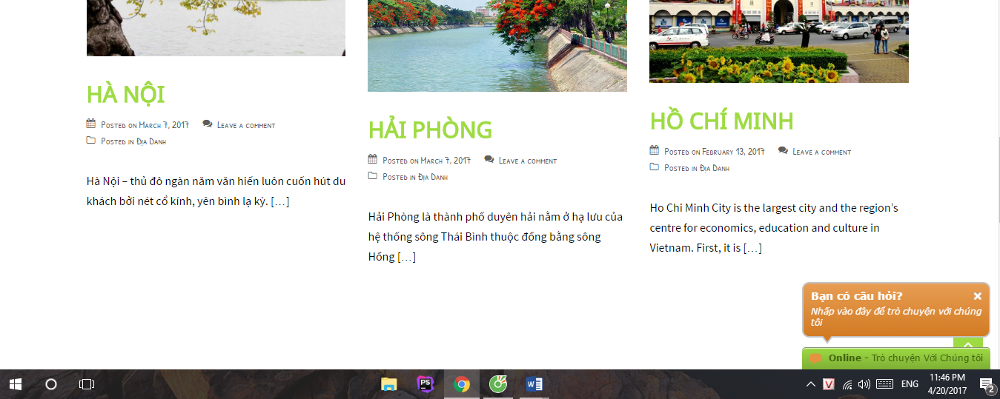 HÀ NỘI
Posted on March 7, 2017 Leave a comment
Posted in Địa Danh
Hà Nội – thủ đô ngàn năm văn hiến luôn cuốn hút du
khách bởi nét cổ kính, yên bình lạ kỳ. […]
HẢI PHÒNG
Posted on March 7, 2017 Leave a comment
Posted in Địa Danh
Hải Phòng là thành phố duyên hải nằm ở hạ lưu của
hệ thống sông Thái Bình thuộc đồng bằng sông
Hồng […]
HỒ CHÍ MINH
Posted on February 13, 2017 Leave a comment
Posted in Địa Danh
Ho Chi Minh City is the largest city and the region's
centre for economics, education and culture in
Vietnam. First, it is […]
Bạn có câu hỏi?
Nhấp vào đây để trò chuyện với chúng
tôi
Online - Trò chuyện Với Chúng tôi
PS
W
V
ENG
11:46 PM
4/20/2017
2